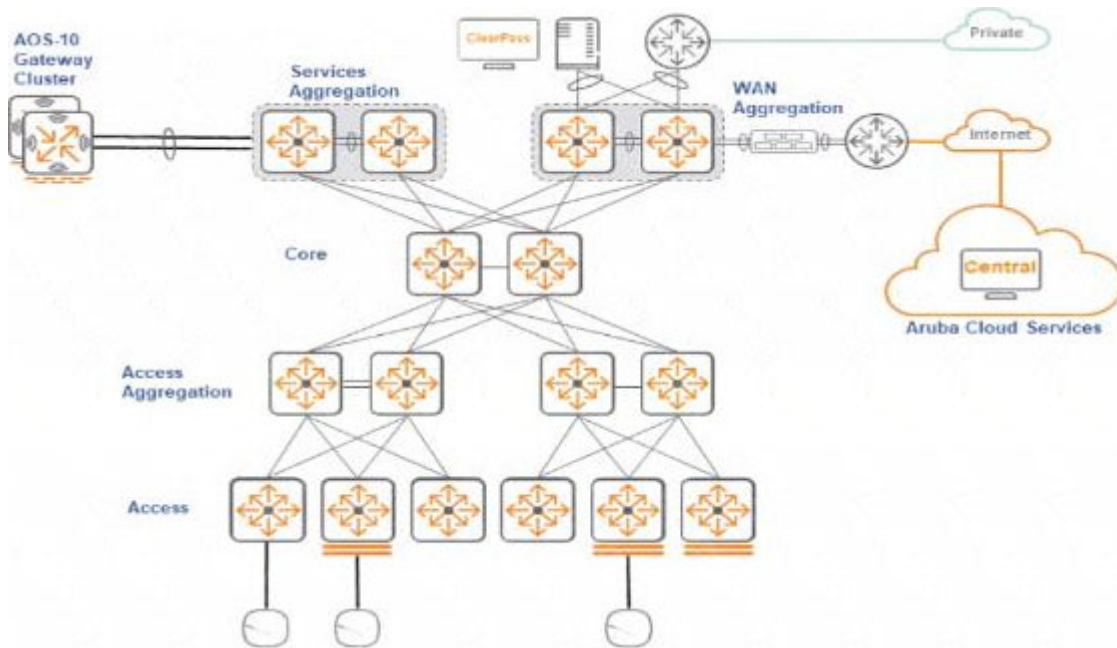 AOS-10
Gateway
Cluster
Services
Aggregation
ClearPass
Private
WAN
Aggregation
Internet
Core
Central
Aruba Cloud Services
Access
Aggregation
Access